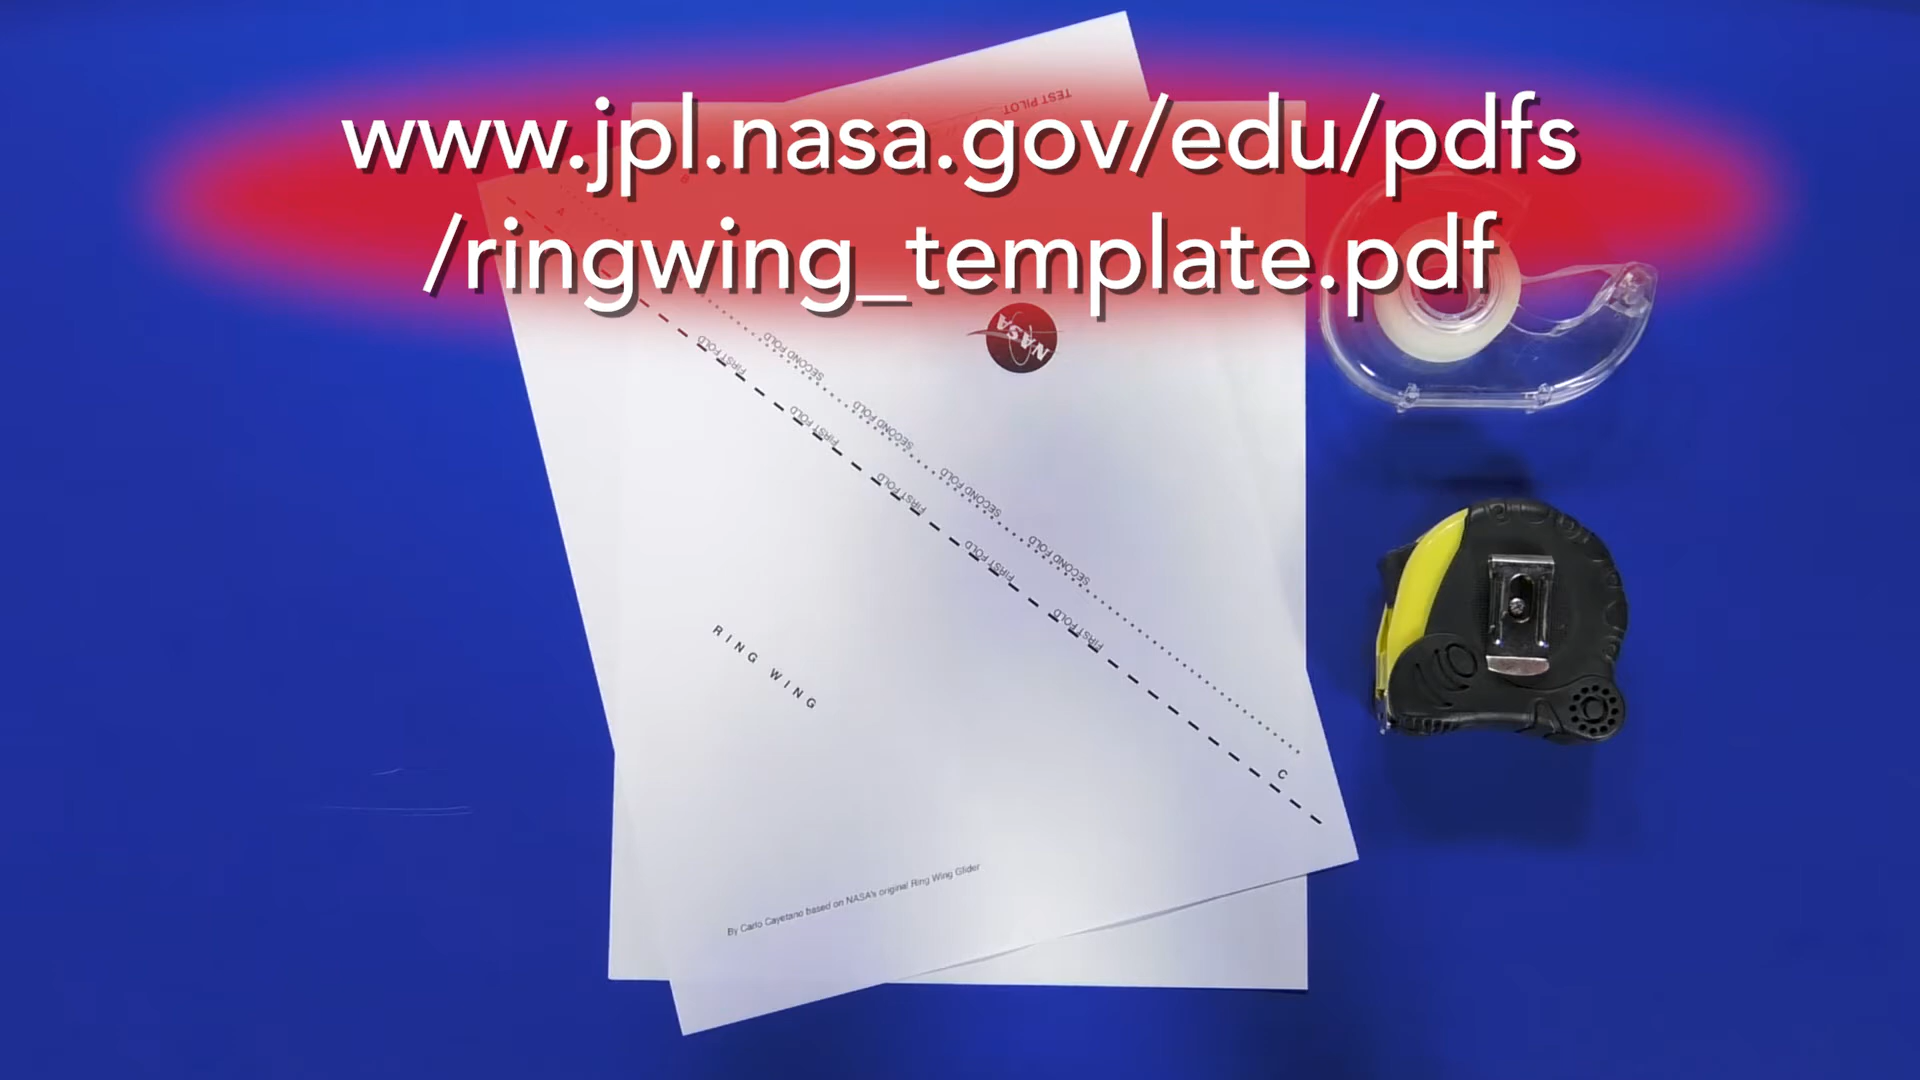 www.jpl.nasa.gov/edu/pdfs
/ringwing_template.pdf
TEST PILOT
B
A
NASA
SECOND FOLD
SECOND FOLD
SECOND FOLD
SECOND FOLD
FIRST FOLD
FIRST FOLD
FIRST FOLD
FIRST FOLD
FIRST FOLD
RING WING
C
By Carlo Cayetano based on NASA's original Ring Wing Glider